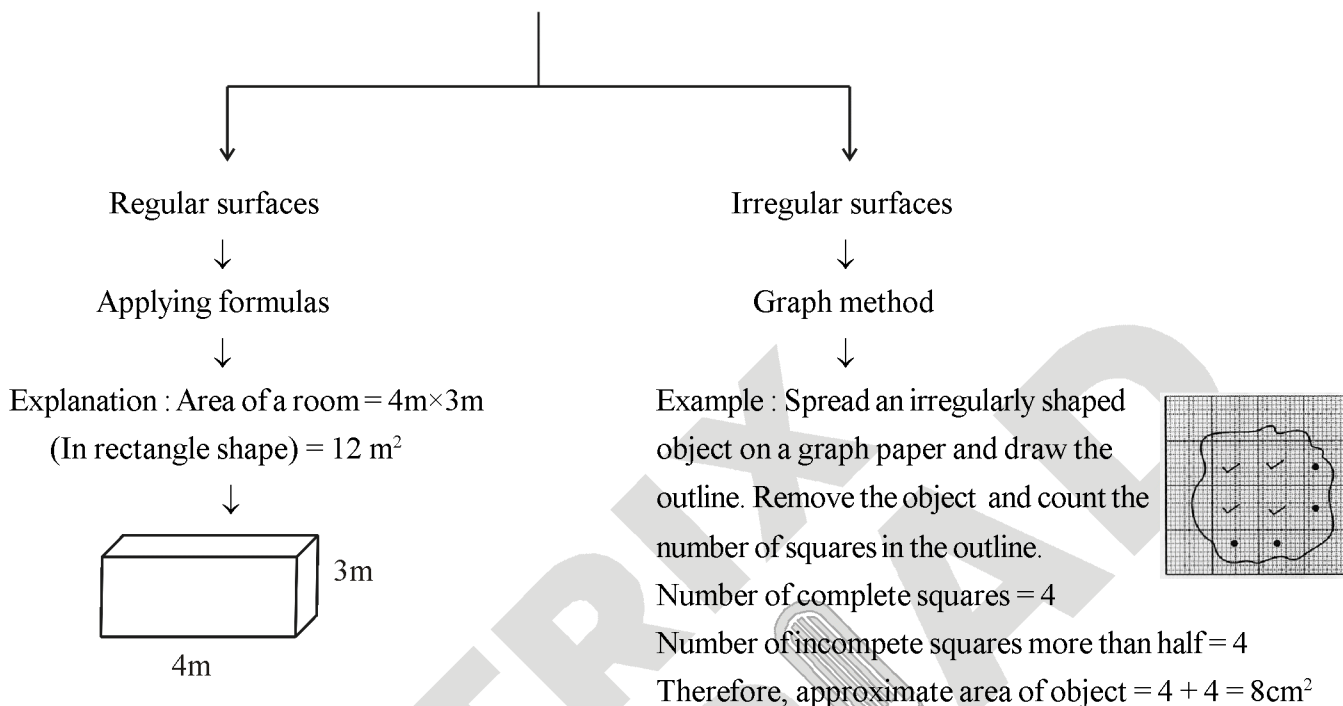 Regular surfaces
↓
Applying formulas
↓
Explanation : Area of a room = 4m×3m
(In rectangle shape) = 12 m²
↓
3m
4m
Irregular surfaces
↓
Graph method
↓
Example : Spread an irregularly shaped
object on a graph paper and draw the
outline. Remove the object and count the
number of squares in the outline.
Number of complete squares = 4
Number of incompete squares more than half = 4
Therefore, approximate area of object = 4 + 4 = 8cm²